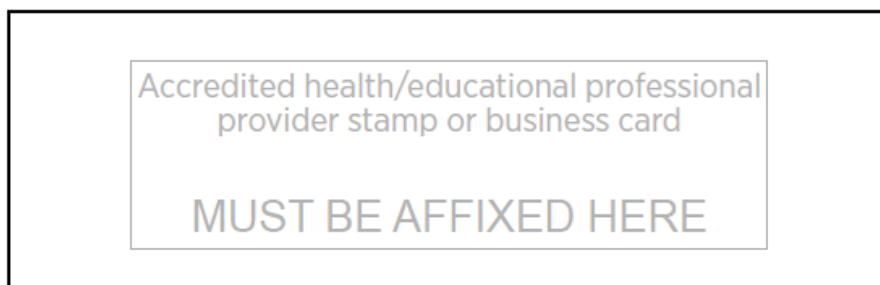 Accredited health/educational professional
provider stamp or business card
MUST BE AFFIXED HERE